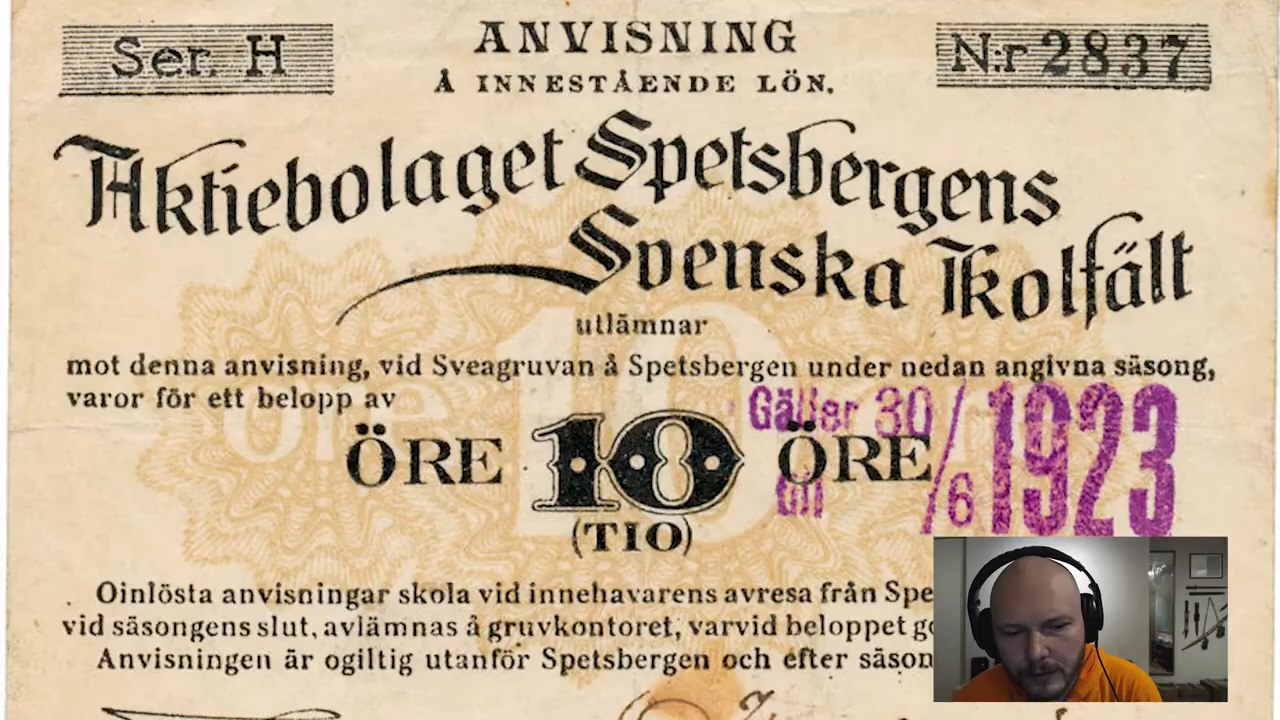 Ser. H
ANVISNING
N:r 2837
Å INNESTÅENDE LÖN.
Aktiebolaget Spetsbergens
Svenska Kolfält
utlämnar
mot denna anvisning, vid Sveagruvan å Spetsbergen under nedan angivna säsong,
varor för ett belopp av
Gäller 30/6 1923
till
ÖRE 10 ÖRE
(TIO)
Oinlösta anvisningar skola vid innehavarens avresa från Spe
vid säsongens slut, avlämnas å gruvkontoret, varvid beloppet go
Anvisningen är ogiltig utanför Spetsbergen och efter säson